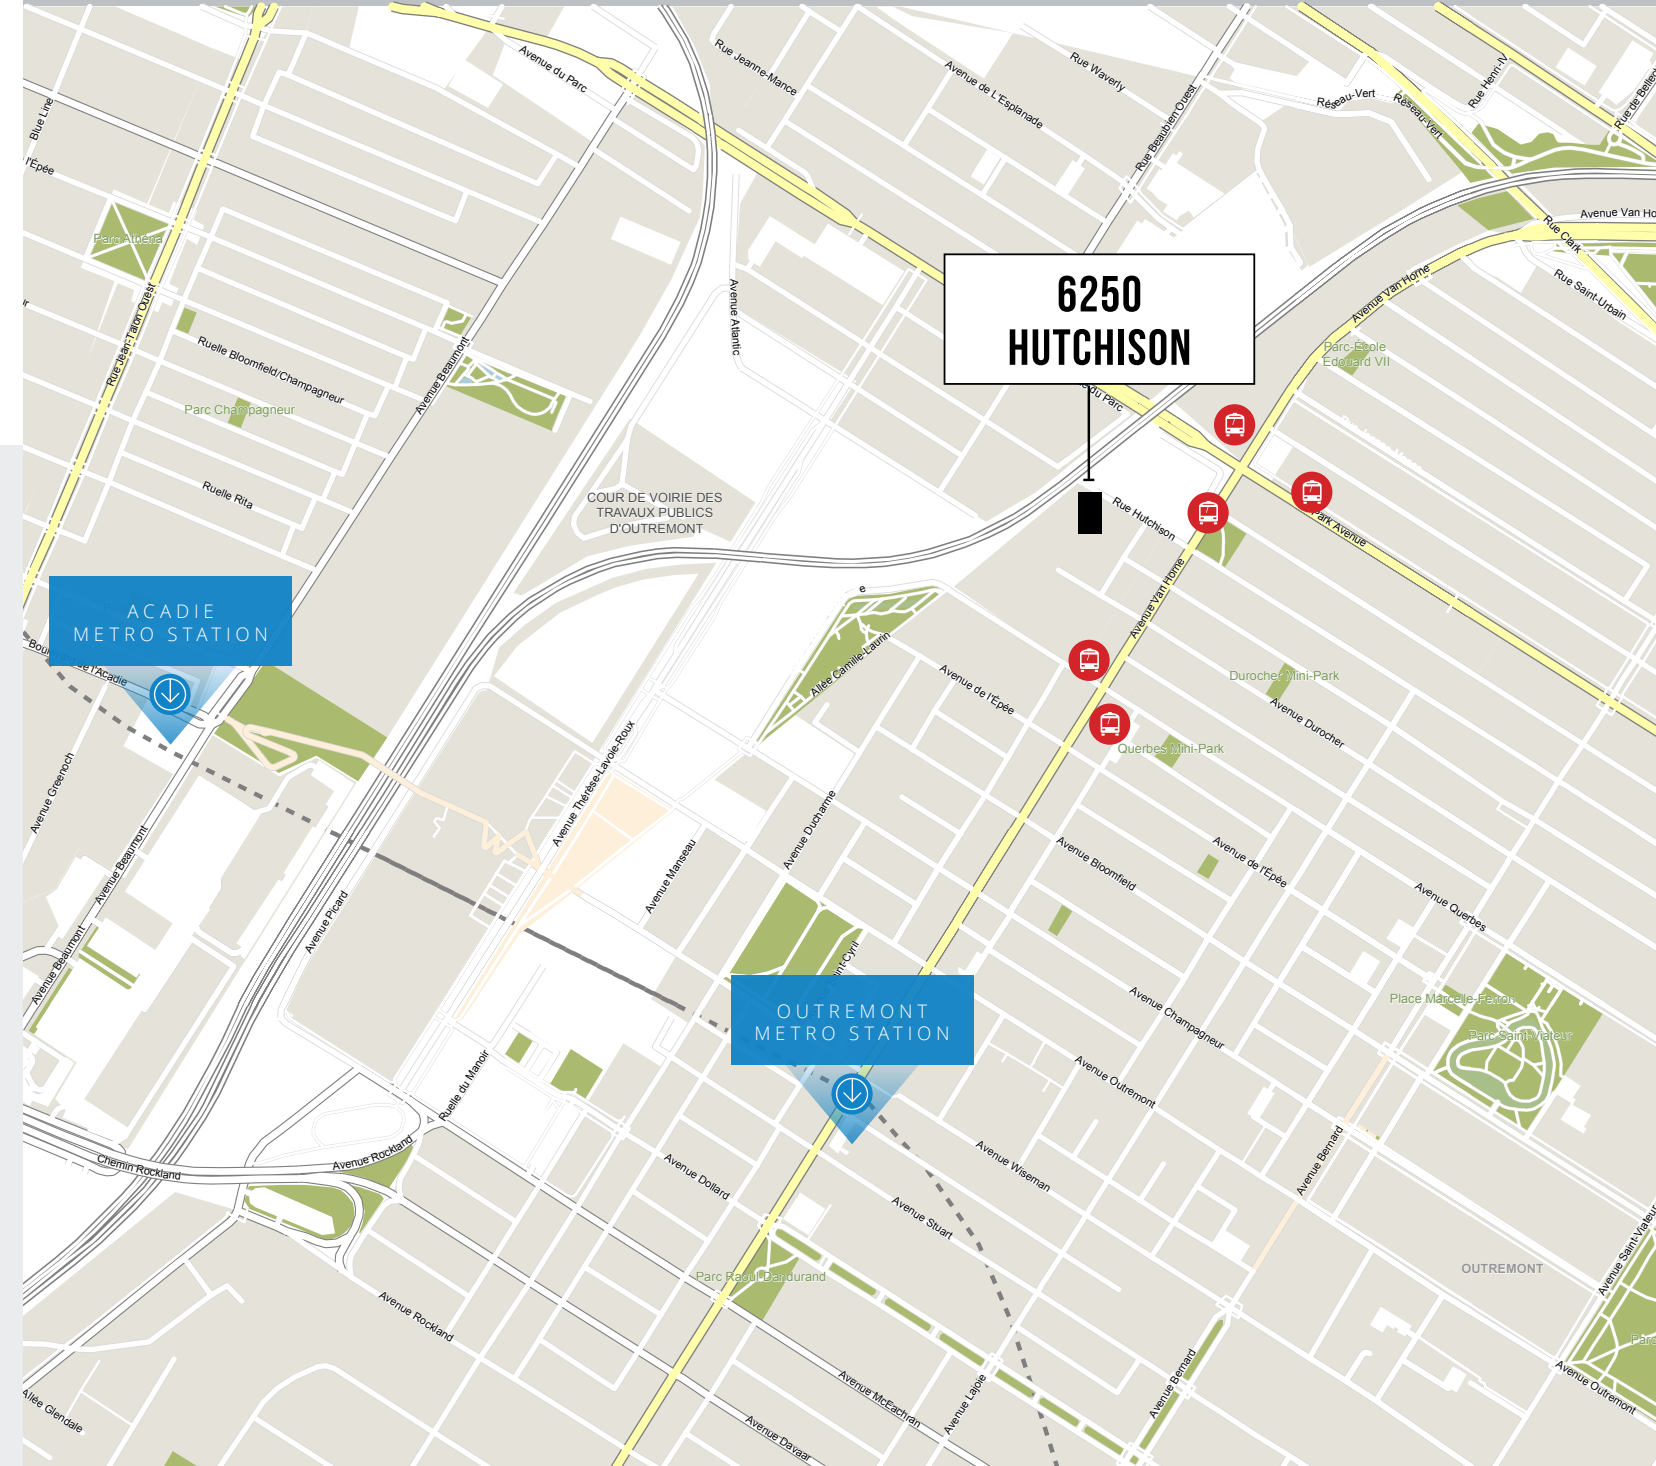 Avenue du Parc
Rue Jeanne-Mance
Avenue de L'Esplanade
Rue Waverly
Rue Beaubien Ouest
Réseau-Vert
Réseau-Vert
Rue Henri-IV
Blue Line
l'Épée
Parc Athéna
Avenue Van Ho
Rue Clark
Rue Saint-Urbain
Avenue Van Horne
Avenue Atlantic
Rue Jean-Talon Ouest
6250
HUTCHISON
Ruelle Bloomfield/Champagneur
Avenue Beaumont
Parc-École
Édouard VII
Parc Champagneur
du Parc
Ruelle Rita
COUR DE VOIRIE DES
TRAVAUX PUBLICS
D'OUTREMONT
Rue Hutchison
Park Avenue
ACADIE
METRO STATION
Avenue Van Horne
e
Allée Camille-Laurin
Avenue de l'Épée
Durocher Mini-Park
Avenue Durocher
Querbes Mini-Park
Avenue Greenoch
Avenue Thérèse-Lavoie-Roux
Avenue Ducharme
Avenue Beaumont
Avenue Manseau
Avenue Bloomfield
Avenue de l'Épée
Avenue Querbes
Avenue Picard
Avenue Beaumont
OUTREMONT
METRO STATION
Avenue Champagneur
Place Marcelle-Ferron
Parc Saint-Viateur
Ruelle du Manoir
Avenue Outremont
Chemin Rockland
Avenue Rockland
Avenue Dollard
Avenue Wiseman
Avenue Bernard
Avenue Stuart
Avenue Saint-Viateur
OUTREMONT
Parc Raoul-Dandurand
Avenue Rockland
Parc
Avenue McEachran
Avenue Lajoie
Avenue Bernard
Avenue Outremont
Allée Glendale
Avenue Davaar